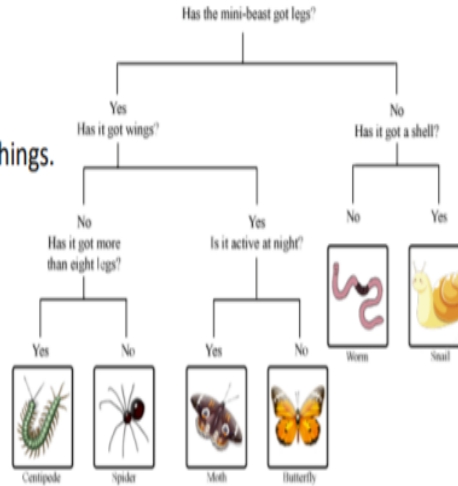 Has the mini-beast got legs?
Yes
Has it got wings?
No
Has it got a shell?
hings.
No
Has it got more
than eight legs?
Yes
Is it active at night?
No
Yes
Yes
No
Yes
No
Worm
Snail
Centipede
Spider
Moth
Butterfly